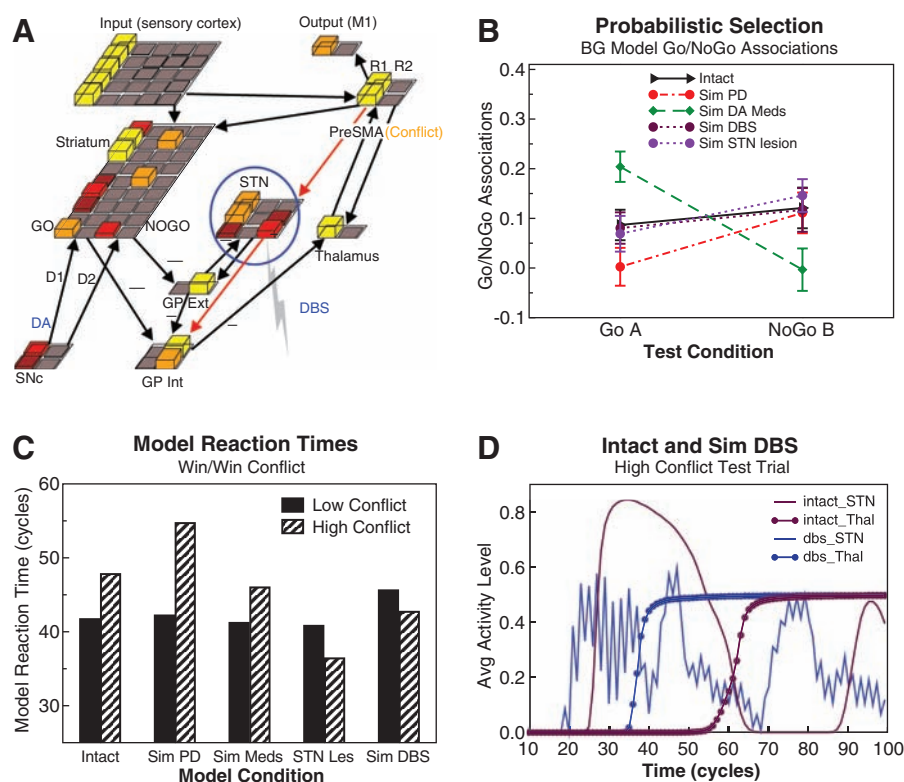 A
Input (sensory cortex)
Output (M1)
R1 R2
Striatum
PreSMA (Conflict)
STN
GO
NOGO
Thalamus
D1
D2
—
—
—
GP Ext
—
—
DA
DBS
SNc
GP Int
B
Probabilistic Selection
BG Model Go/NoGo Associations
Go/NoGo Associations
0.4
0.3
0.2
0.1
0.0
-0.1
Intact
Sim PD
Sim DA Meds
Sim DBS
Sim STN lesion
Go A
NoGo B
Test Condition
C
Model Reaction Times
Win/Win Conflict
Model Reaction Time (cycles)
60
50
40
30
Low Conflict
High Conflict
Intact
Sim PD
Sim Meds
STN Les
Sim DBS
Model Condition
D
Intact and Sim DBS
High Conflict Test Trial
Avg Activity Level
0.8
0.6
0.4
0.2
0.0
intact_STN
intact_Thal
dbs_STN
dbs_Thal
10 20 30 40 50 60 70 80 90 100
Time (cycles)